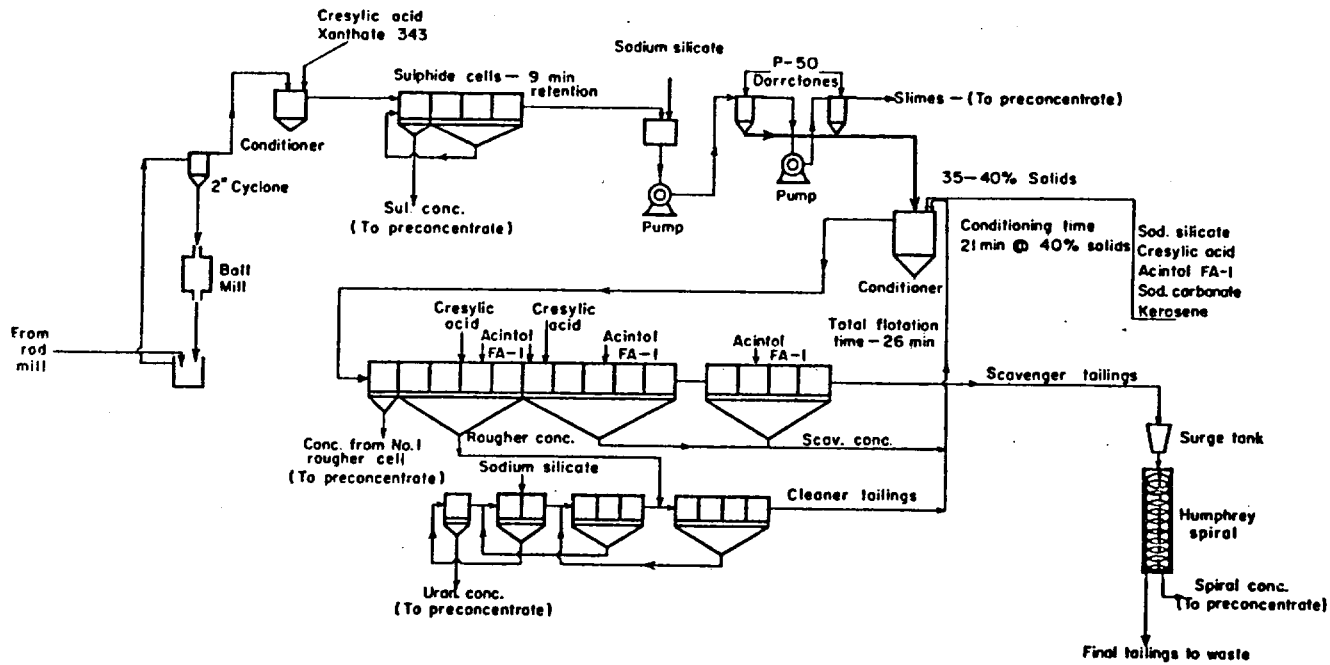 Cresylic acid
Xanthate 343
Sodium silicate
P-50
Dorrclones
Sulphide cells — 9 min
retention
Slimes — (To preconcentrate)
Conditioner
2" Cyclone
Pump
35—40% Solids
Sul. conc.
(To preconcentrate)
Pump
Conditioning time
21 min @ 40% solids
Sod. silicate
Cresylic acid
Acintol FA-1
Sod. carbonate
Kerosene
Ball
Mill
Conditioner
From
rod
mill
Cresylic
acid
Cresylic
acid
Acintol
FA-1
Acintol
FA-1
Acintol
FA-1
Total flotation
time — 26 min
Scavenger tailings
Conc. from No.1
rougher cell
(To preconcentrate)
Rougher conc.
Scav. conc.
Surge tank
Sodium silicate
Cleaner tailings
Humphrey
spiral
Uran. conc.
(To preconcentrate)
Spiral conc.
(To preconcentrate)
Final tailings to waste